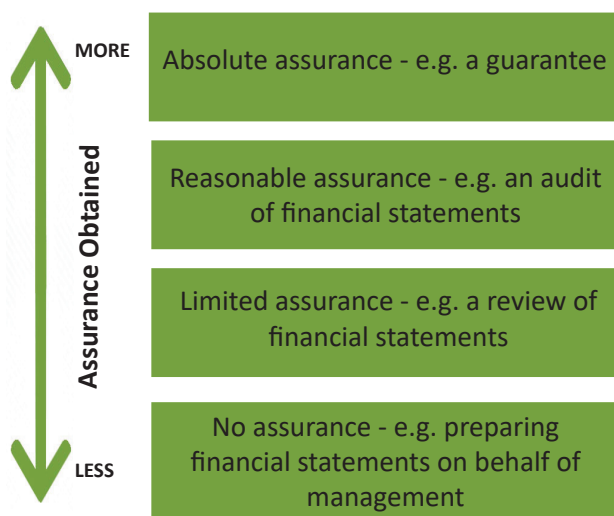 MORE
Absolute assurance - e.g. a guarantee
Reasonable assurance - e.g. an audit
of financial statements
Assurance Obtained
Limited assurance - e.g. a review of
financial statements
No assurance - e.g. preparing
financial statements on behalf of
management
LESS